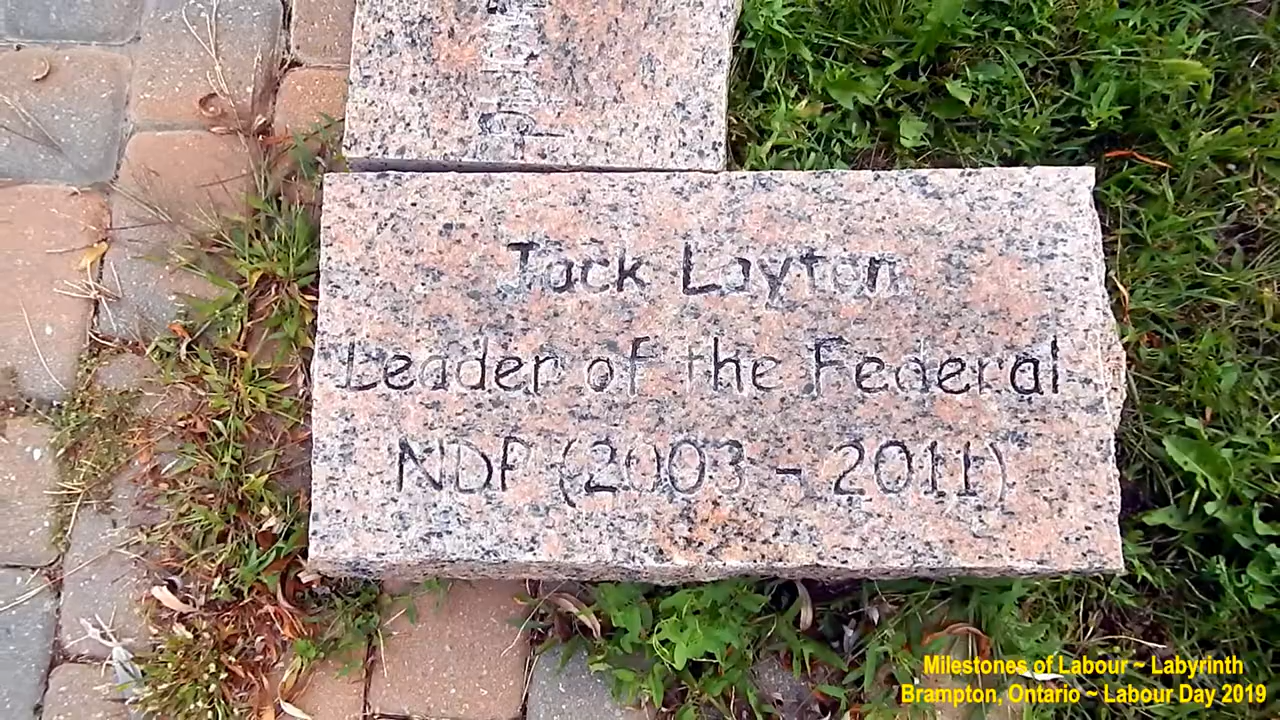 Jack Layton
Leader of the Federal
NDP (2003 - 2011)
Milestones of Labour ~ Labyrinth
Brampton, Ontario ~ Labour Day 2019